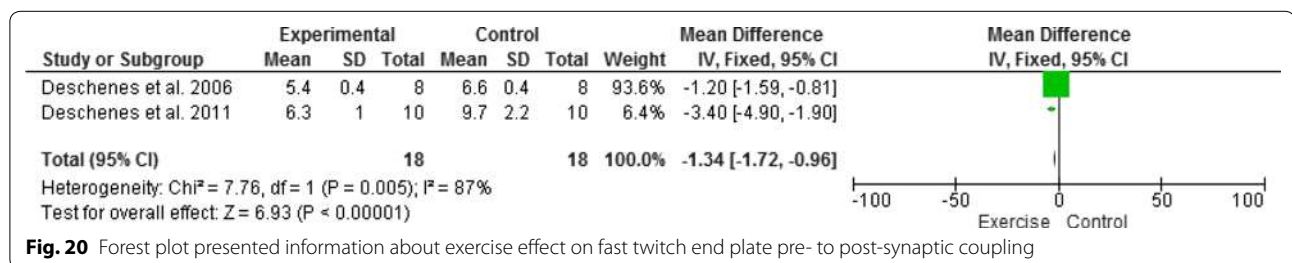 Experimental Control Mean Difference Mean Difference
Study or Subgroup Mean SD Total Mean SD Total Weight IV, Fixed, 95% CI IV, Fixed, 95% CI
Deschenes et al. 2006 5.4 0.4 8 6.6 0.4 8 93.6% -1.20 [-1.59, -0.81]
Deschenes et al. 2011 6.3 1 10 9.7 2.2 10 6.4% -3.40 [-4.90, -1.90]
Total (95% CI) 18 18 100.0% -1.34 [-1.72, -0.96]
Heterogeneity: Chi² = 7.76, df = 1 (P = 0.005); I² = 87%
Test for overall effect: Z = 6.93 (P < 0.00001)
-100 -50 0 50 100
Exercise Control
Fig. 20 Forest plot presented information about exercise effect on fast twitch end plate pre- to post-synaptic coupling